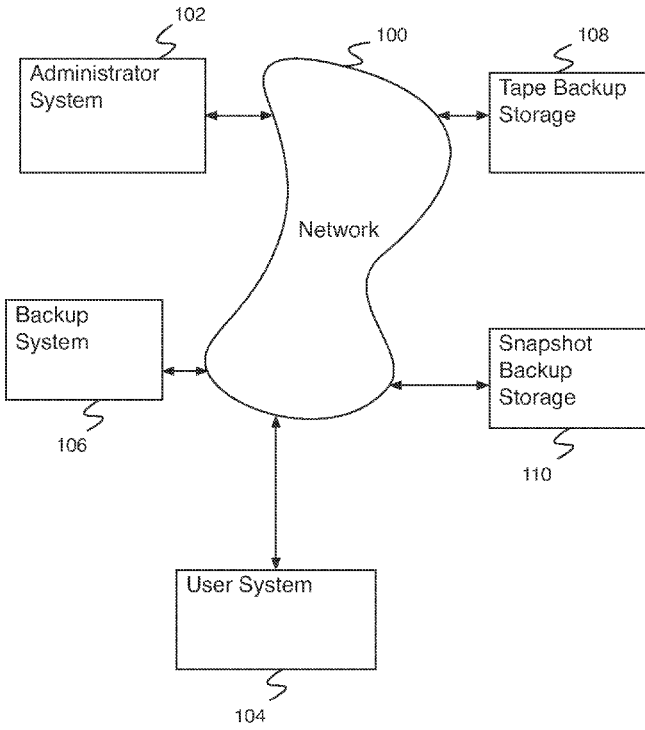 102
100
108
Administrator
System
Tape Backup
Storage
Network
Backup
System
Snapshot
Backup
Storage
106
110
User System
104